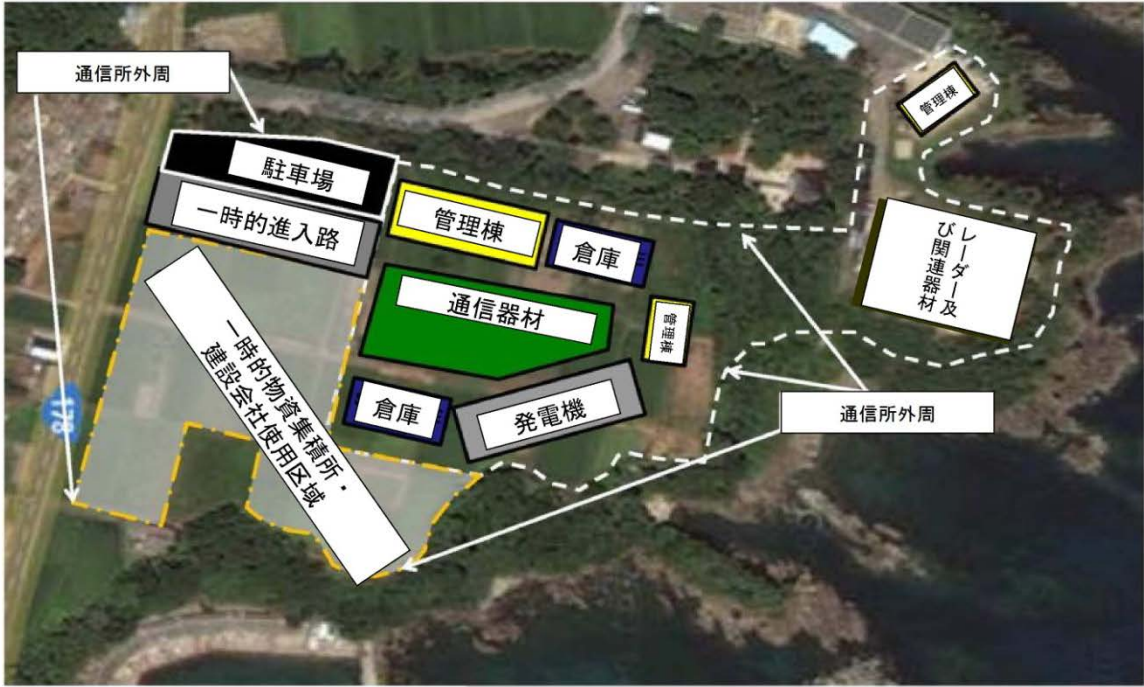 通信所外周
管理棟
駐車場
一時的進入路
管理棟
倉庫
レーダー及
び関連器材
通信器材
管理棟
一時的物資集積所・
建設会社使用区域
倉庫
発電機
通信所外周
178